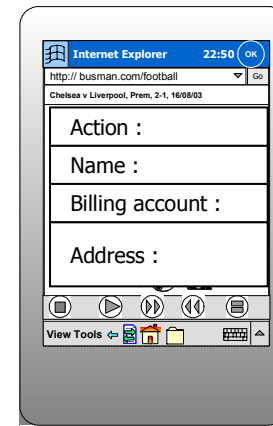 Internet Explorer 22:50 OK
http:// busman.com/football Go
Chelsea v Liverpool, Prem, 2-1, 16/08/03
Action :
Name :
Billing account :
Address :
View Tools